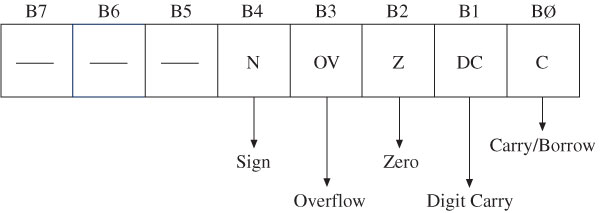 B7 B6 B5 B4 B3 B2 B1 BØ
— — — N OV Z DC C
Carry/Borrow
Sign Zero
Overflow Digit Carry